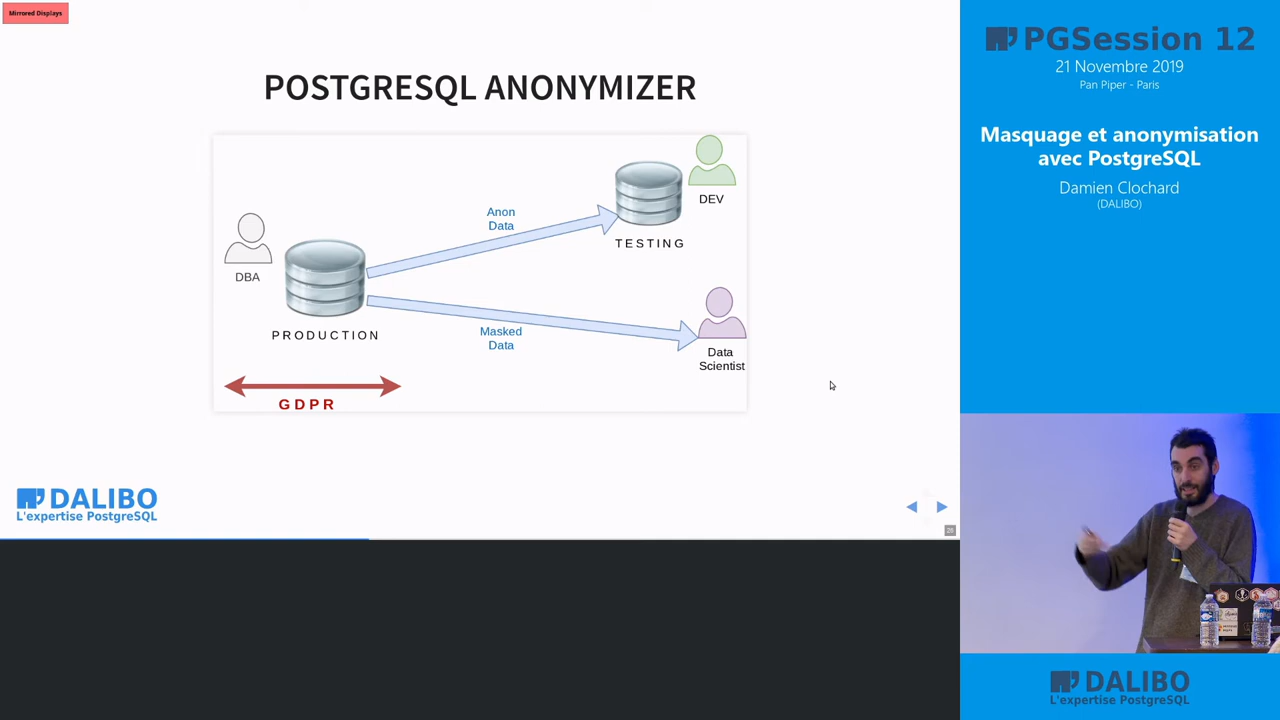 Mirrored Displays
POSTGRESQL ANONYMIZER
Anon
Data
DEV
TESTING
DBA
PRODUCTION
Masked
Data
Data
Scientist
GDPR
DALIBO
L'expertise PostgreSQL
PGSession 12
21 Novembre 2019
Pan Piper - Paris
Masquage et anonymisation
avec PostgreSQL
Damien Clochard
(DALIBO)
DALIBO
L'expertise PostgreSQL